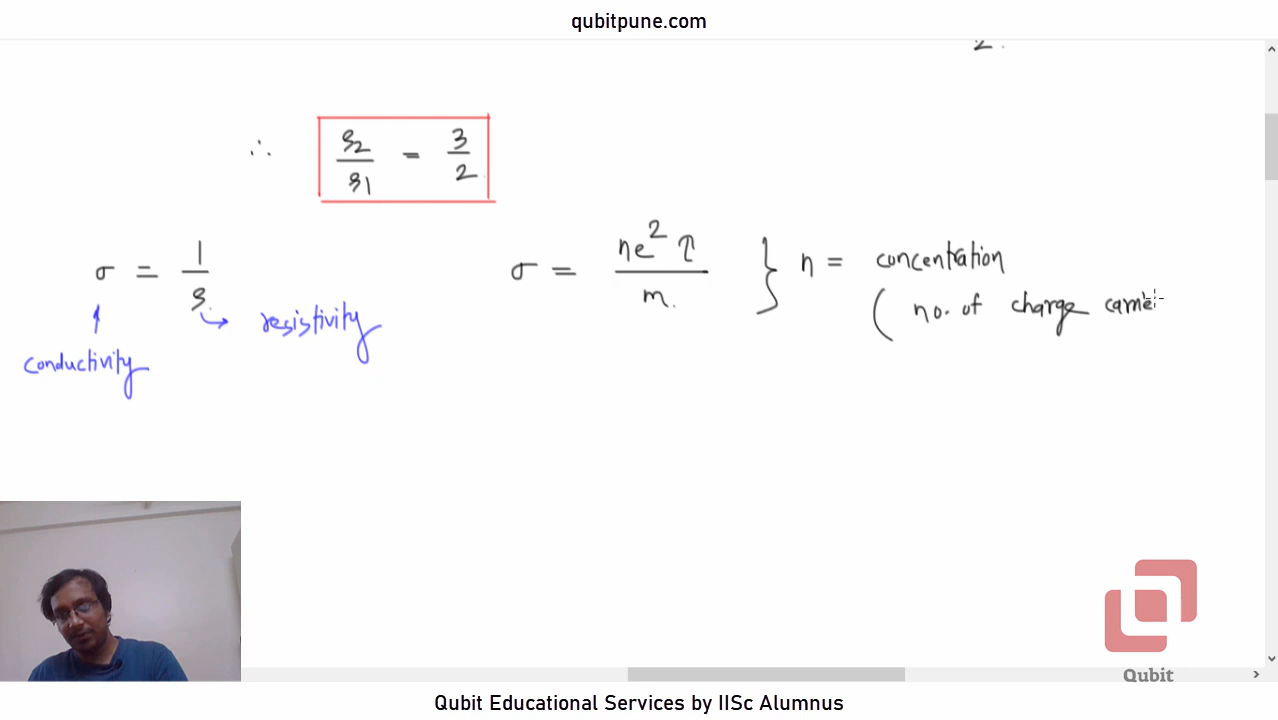 qubitpune.com
2.
∴ ρ2/ρ1 = 3/2
σ = 1/ρ
σ = ne²τ/m. } n = concentration
( no. of charge carrie
resistivity
conductivity
Qubit
Qubit Educational Services by IISc Alumnus